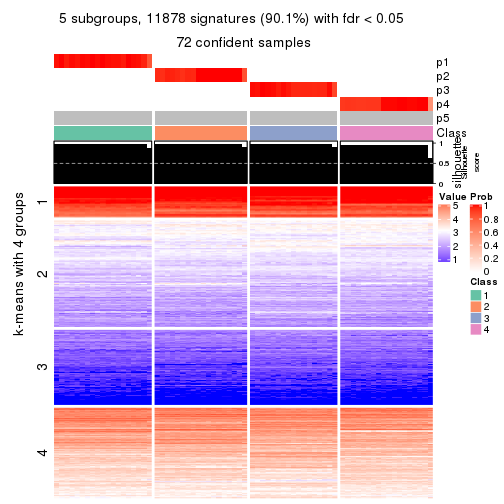 5 subgroups, 11878 signatures (90.1%) with fdr < 0.05
72 confident samples
p1
p2
p3
p4
p5
Class
1
0.5
0
silhouette
Silhouette
score
k-means with 4 groups
1
2
3
4
Value
5
4
3
2
1
Prob
1
0.8
0.6
0.4
0.2
0
Class
1
2
3
4